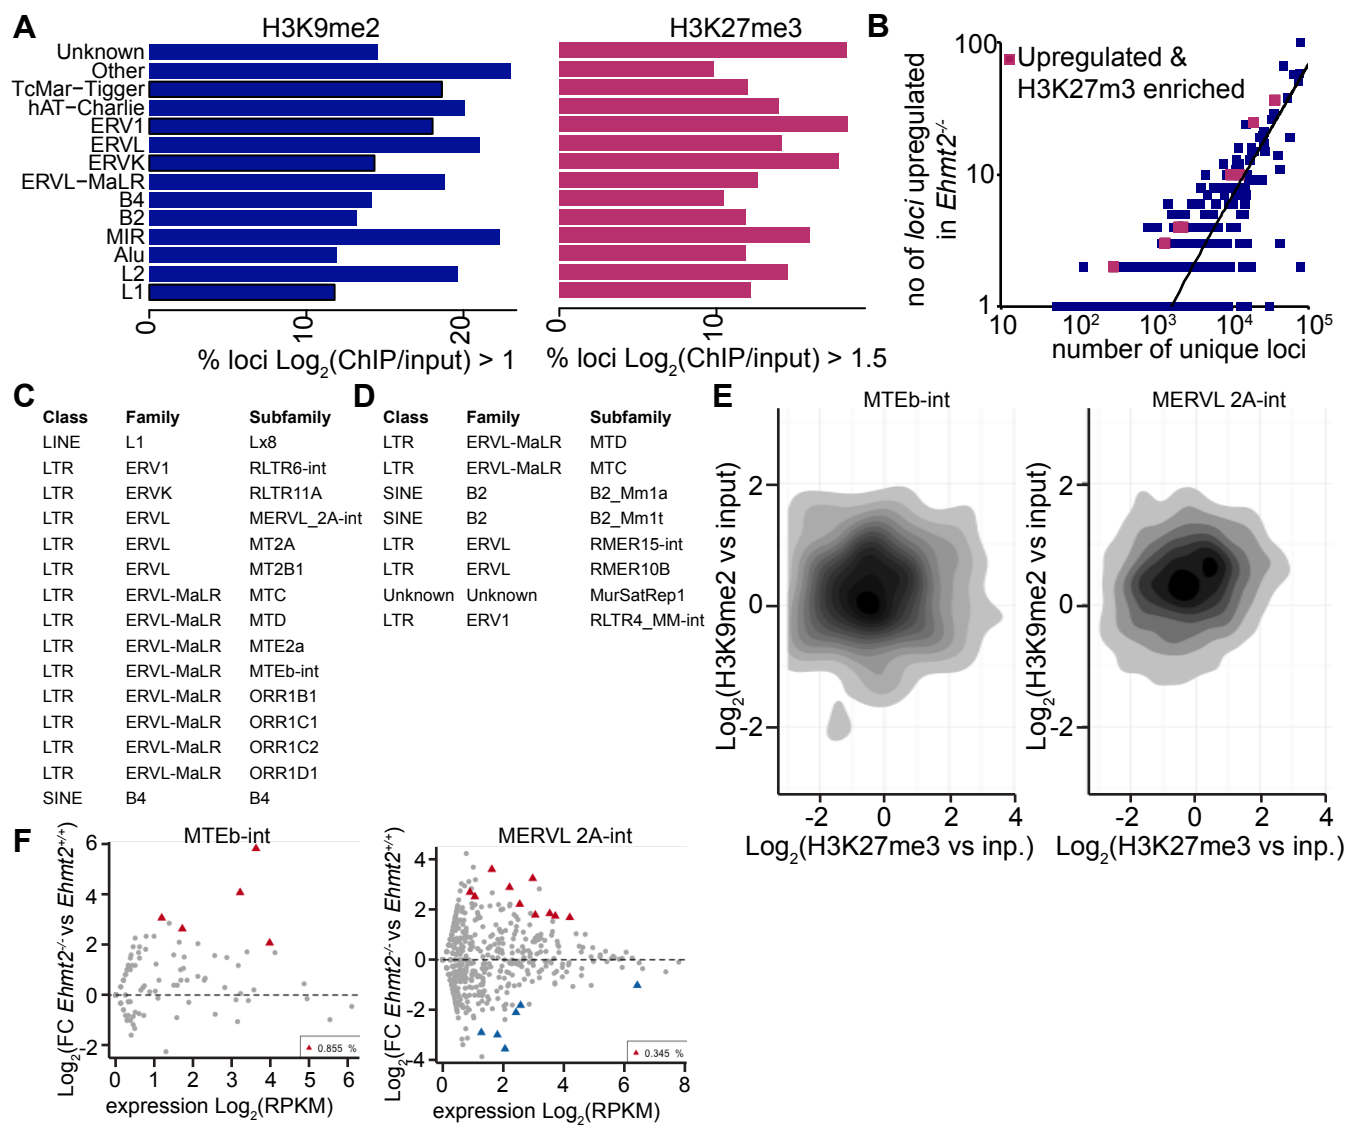 A
H3K9me2
H3K27me3
Unknown
Other
TcMar−Tigger
hAT−Charlie
ERV1
ERVL
ERVK
ERVL−MaLR
B4
B2
MIR
Alu
L2
L1
0 10 20
0 10
% loci Log2(ChIP/input) > 1
% loci Log2(ChIP/input) > 1.5
B
Upregulated &
H3K27m3 enriched
no of loci upregulated
in Ehmt2-/-
100
10
1
10 10² 10³ 10⁴ 10⁵
number of unique loci
C
Class Family Subfamily
LINE L1 Lx8
LTR ERV1 RLTR6-int
LTR ERVK RLTR11A
LTR ERVL MERVL_2A-int
LTR ERVL MT2A
LTR ERVL MT2B1
LTR ERVL-MaLR MTC
LTR ERVL-MaLR MTD
LTR ERVL-MaLR MTE2a
LTR ERVL-MaLR MTEb-int
LTR ERVL-MaLR ORR1B1
LTR ERVL-MaLR ORR1C1
LTR ERVL-MaLR ORR1C2
LTR ERVL-MaLR ORR1D1
SINE B4 B4
D
Class Family Subfamily
LTR ERVL-MaLR MTD
LTR ERVL-MaLR MTC
SINE B2 B2_Mm1a
SINE B2 B2_Mm1t
LTR ERVL RMER15-int
LTR ERVL RMER10B
Unknown Unknown MurSatRep1
LTR ERV1 RLTR4_MM-int
E
MTEb-int
Log2(H3K9me2 vs input)
2
0
-2
-2 0 2 4
Log2(H3K27me3 vs inp.)
MERVL 2A-int
Log2(H3K9me2 vs input)
2
0
-2
-2 0 2 4
Log2(H3K27me3 vs inp.)
F
MTEb-int
Log2(FC Ehmt2-/- vs Ehmt2+/+)
6
4
2
0
-2
0.855 %
0 1 2 3 4 5 6
expression Log2(RPKM)
MERVL 2A-int
Log2(FC Ehmt2-/- vs Ehmt2+/+)
4
2
0
-2
-4
0.345 %
0 2 4 6 8
expression Log2(RPKM)